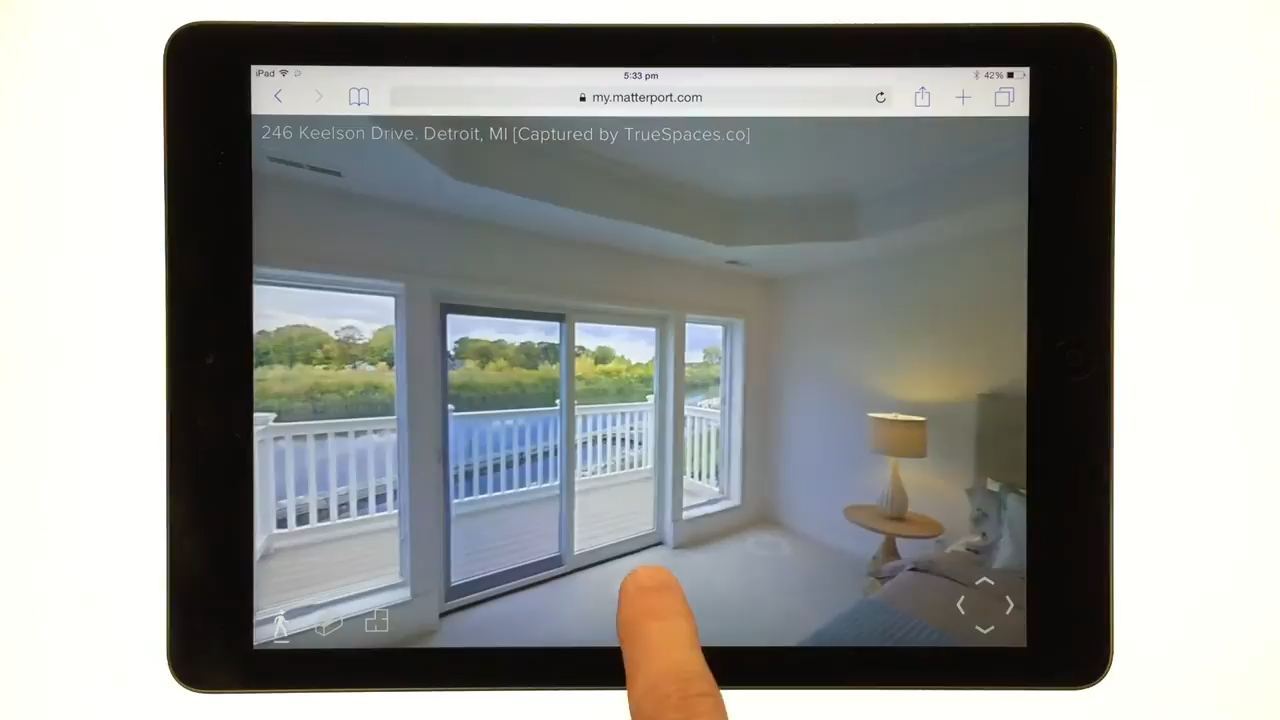 iPad
5:33 pm
42%
my.matterport.com
246 Keelson Drive. Detroit, MI [Captured by TrueSpaces.co]